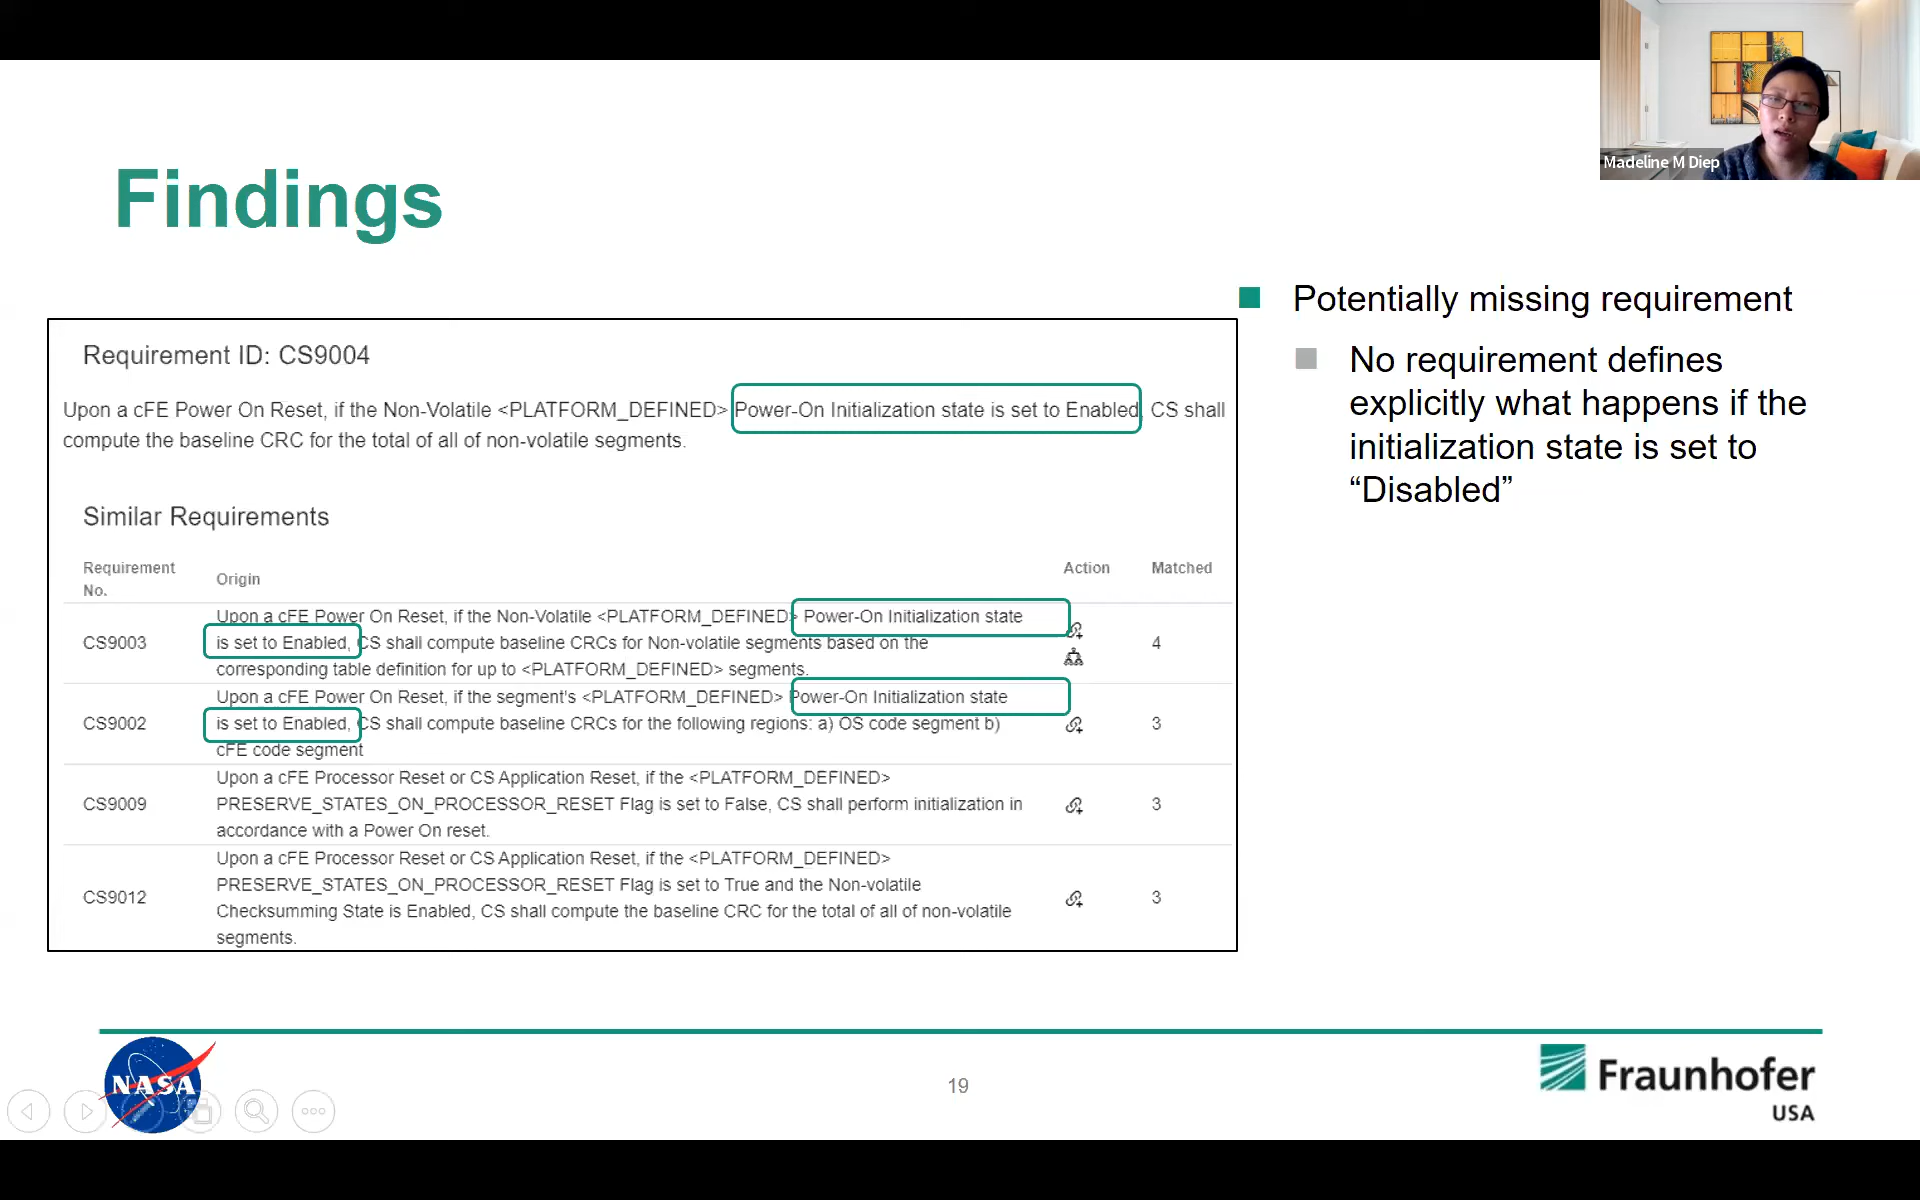 Madeline M Diep
Findings
Requirement ID: CS9004
Upon a cFE Power On Reset, if the Non-Volatile <PLATFORM_DEFINED> Power-On Initialization state is set to Enabled, CS shall
compute the baseline CRC for the total of all of non-volatile segments.
Similar Requirements
Requirement
No.
Origin
Action
Matched
CS9003
Upon a cFE Power On Reset, if the Non-Volatile <PLATFORM_DEFINED> Power-On Initialization state
is set to Enabled, CS shall compute baseline CRCs for Non-volatile segments based on the
corresponding table definition for up to <PLATFORM_DEFINED> segments.
4
CS9002
Upon a cFE Power On Reset, if the segment's <PLATFORM_DEFINED> Power-On Initialization state
is set to Enabled, CS shall compute baseline CRCs for the following regions: a) OS code segment b)
cFE code segment
3
CS9009
Upon a cFE Processor Reset or CS Application Reset, if the <PLATFORM_DEFINED>
PRESERVE_STATES_ON_PROCESSOR_RESET Flag is set to False, CS shall perform initialization in
accordance with a Power On reset.
3
CS9012
Upon a cFE Processor Reset or CS Application Reset, if the <PLATFORM_DEFINED>
PRESERVE_STATES_ON_PROCESSOR_RESET Flag is set to True and the Non-volatile
Checksumming State is Enabled, CS shall compute the baseline CRC for the total of all of non-volatile
segments.
3
Potentially missing requirement
No requirement defines
explicitly what happens if the
initialization state is set to
“Disabled”
NASA
19
Fraunhofer
USA